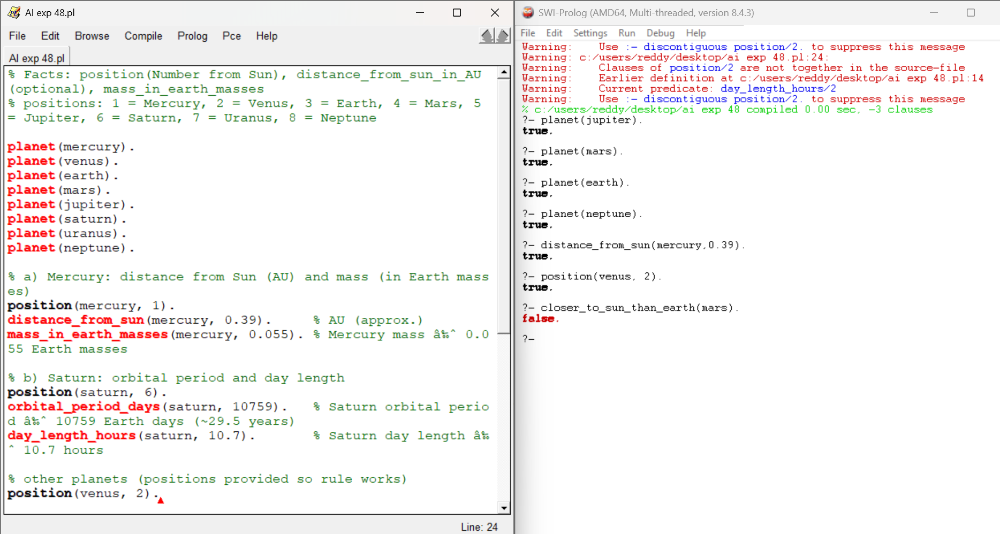 AI exp 48.pl
File Edit Browse Compile Prolog Pce Help
AI exp 48.pl
% Facts: position(Number from Sun), distance_from_sun_in_AU
(optional), mass_in_earth_masses
% positions: 1 = Mercury, 2 = Venus, 3 = Earth, 4 = Mars, 5
= Jupiter, 6 = Saturn, 7 = Uranus, 8 = Neptune
planet(mercury).
planet(venus).
planet(earth).
planet(mars).
planet(jupiter).
planet(saturn).
planet(uranus).
planet(neptune).
% a) Mercury: distance from Sun (AU) and mass (in Earth mass
es)
position(mercury, 1).
distance_from_sun(mercury, 0.39). % AU (approx.)
mass_in_earth_masses(mercury, 0.055). % Mercury mass â‰ˆ 0.0
55 Earth masses
% b) Saturn: orbital period and day length
position(saturn, 6).
orbital_period_days(saturn, 10759). % Saturn orbital perio
d â‰ˆ 10759 Earth days (~29.5 years)
day_length_hours(saturn, 10.7). % Saturn day length â‰
ˆ 10.7 hours
% other planets (positions provided so rule works)
position(venus, 2).
Line: 24
SWI-Prolog (AMD64, Multi-threaded, version 8.4.3)
File Edit Settings Run Debug Help
Warning: Use :- discontiguous position/2. to suppress this message
Warning: c:/users/reddy/desktop/ai exp 48.pl:24:
Warning: Clauses of position/2 are not together in the source-file
Warning: Earlier definition at c:/users/reddy/desktop/ai exp 48.pl:14
Warning: Current predicate: day_length_hours/2
Warning: Use :- discontiguous position/2. to suppress this message
% c:/users/reddy/desktop/ai exp 48 compiled 0.00 sec, -3 clauses
?- planet(jupiter).
true.
?- planet(mars).
true.
?- planet(earth).
true.
?- planet(neptune).
true.
?- distance_from_sun(mercury,0.39).
true.
?- position(venus, 2).
true.
?- closer_to_sun_than_earth(mars).
false.
?-